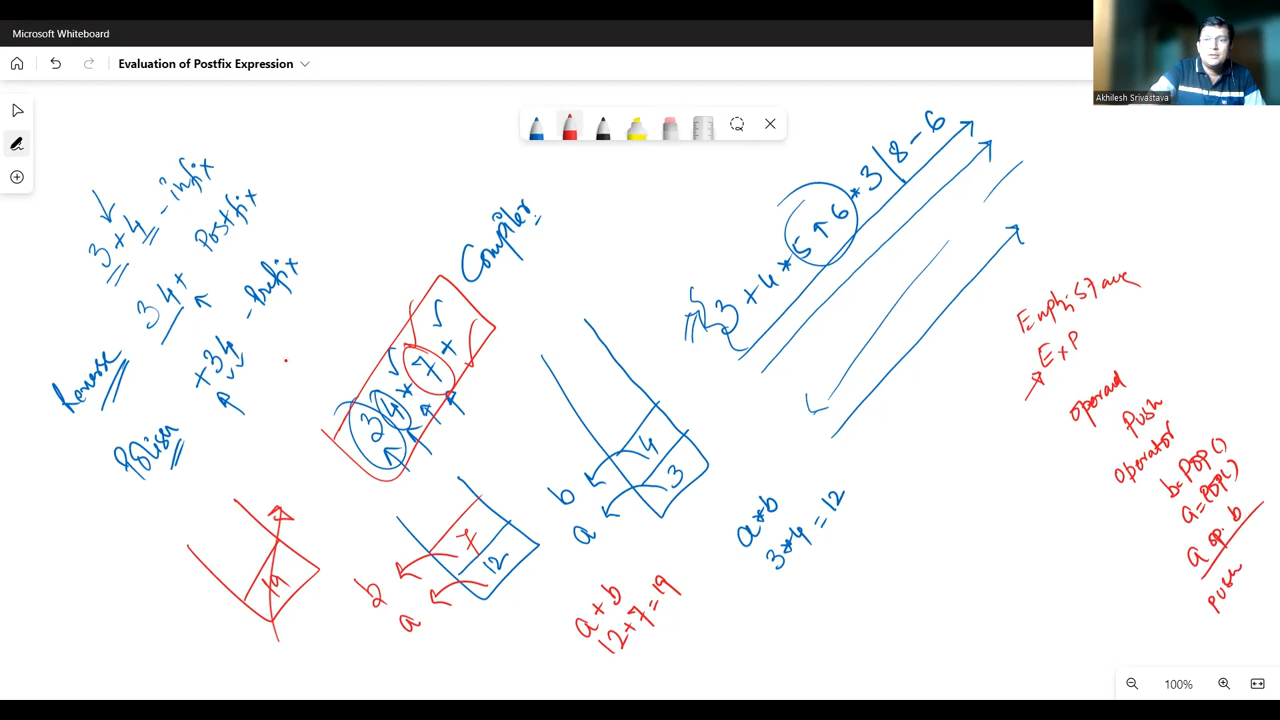 Microsoft Whiteboard
Evaluation of Postfix Expression
Akhilesh Srivastava
3+4 - infix
Postfix
34+
+34 - Prefix
Reverse
Polish
Compiler
3 4 * 7 +
3+4*5↑6*3/8-6
4
3
b
a
a*b
3*4=12
7
12
b
a
a+b
12+7=19
19
Empty Stack
Exp
operand
Push
operator
b=POP()
a=POP()
a op. b
Push
100%